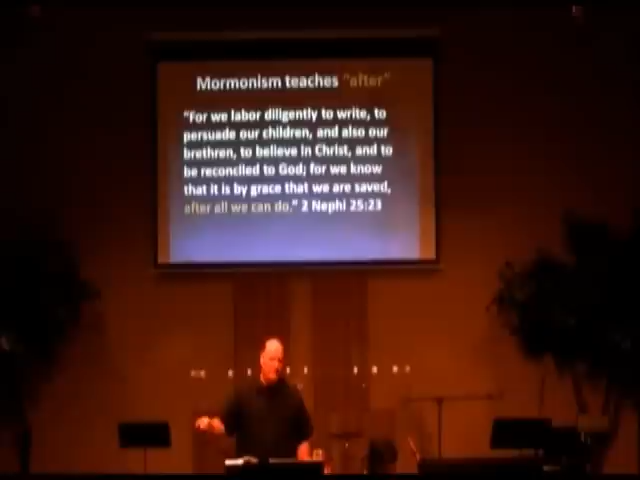 Mormonism teaches "after"
"For we labor diligently to write, to
persuade our children, and also our
brethren, to believe in Christ, and to
be reconciled to God; for we know
that it is by grace that we are saved,
after all we can do." 2 Nephi 25:23